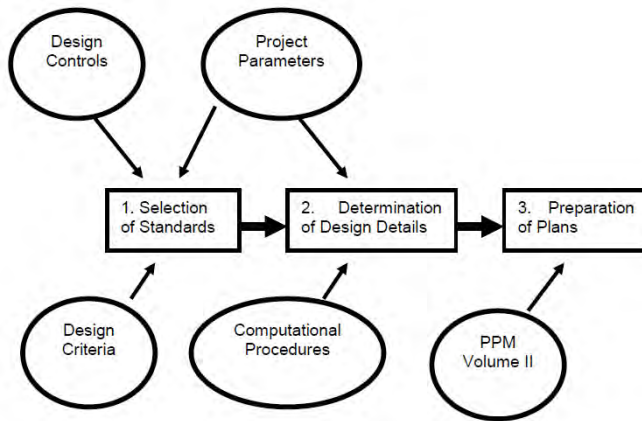 Design
Controls
Project
Parameters
1. Selection
of Standards
2. Determination
of Design Details
3. Preparation
of Plans
Design
Criteria
Computational
Procedures
PPM
Volume II